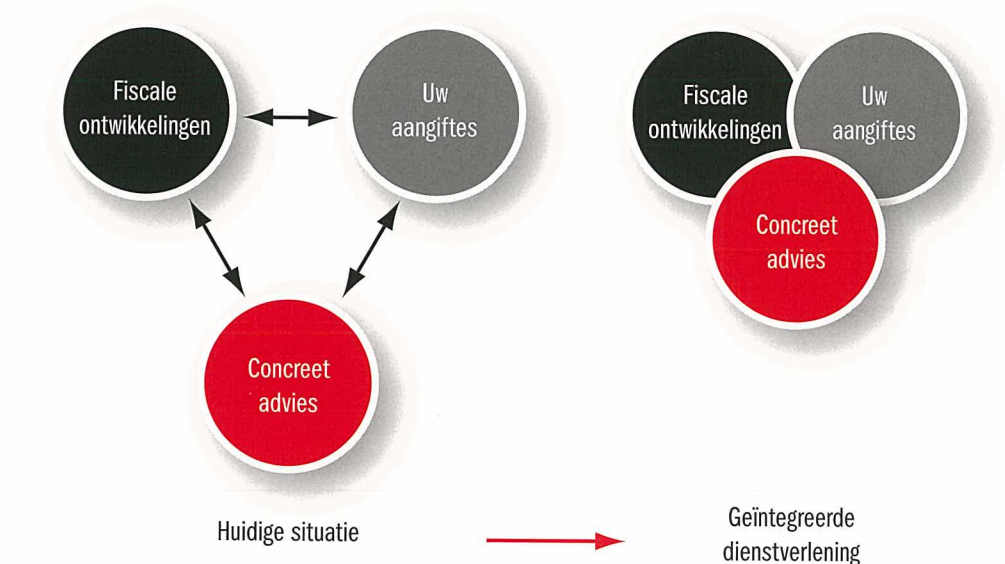 Fiscale
ontwikkelingen
Uw
aangiftes
Concreet
advies
Huidige situatie
Fiscale
ontwikkelingen
Uw
aangiftes
Concreet
advies
Geïntegreerde
dienstverlening